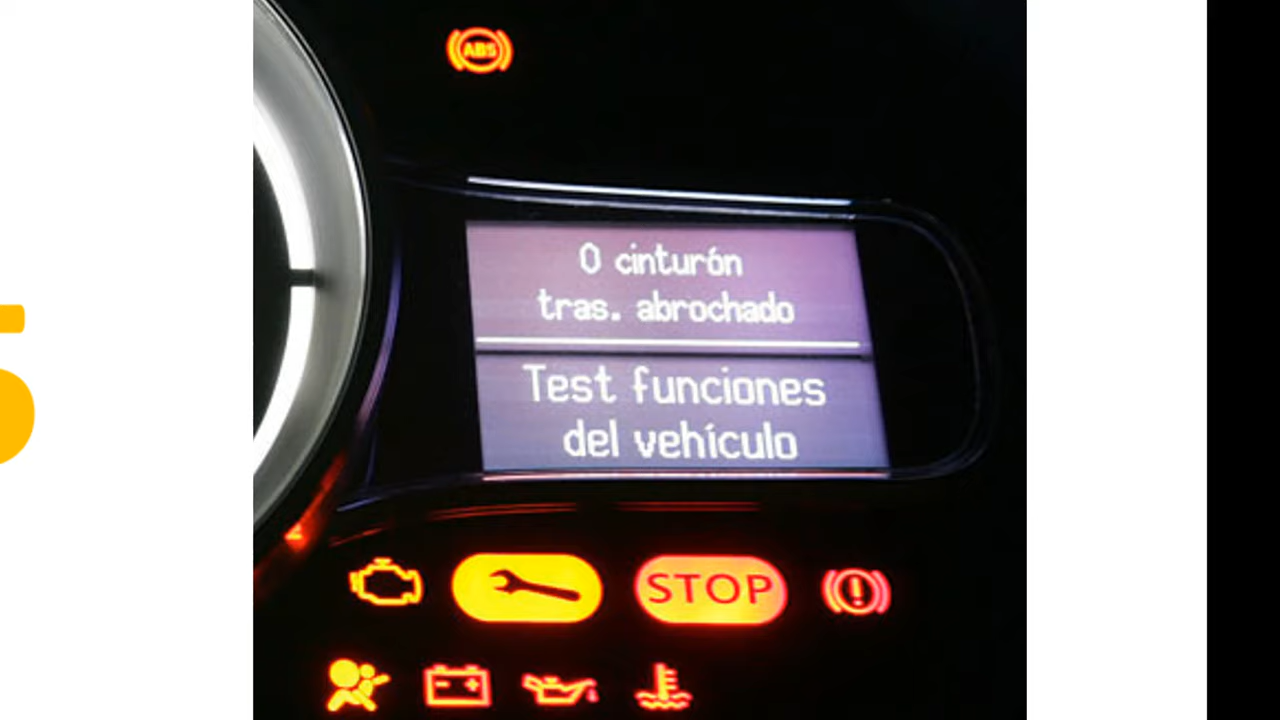 ABS
0 cinturón
tras. abrochado
Test funciones
del vehículo
STOP